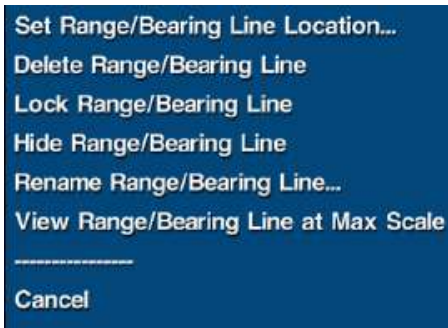 Set Range/Bearing Line Location...
Delete Range/Bearing Line
Lock Range/Bearing Line
Hide Range/Bearing Line
Rename Range/Bearing Line...
View Range/Bearing Line at Max Scale
----------------
Cancel